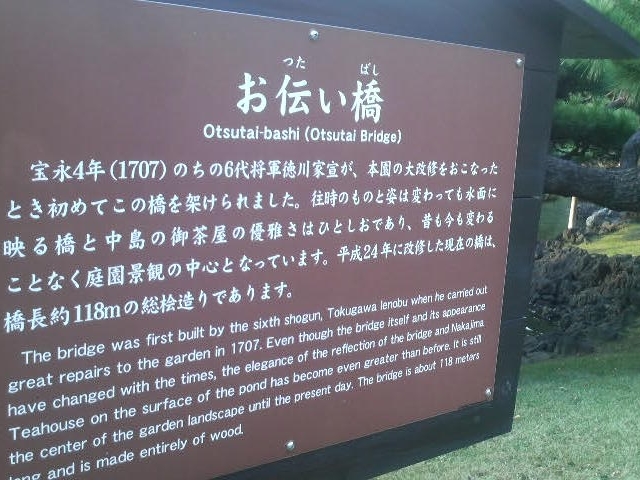 つた ばし
お伝い橋
Otsutai-bashi (Otsutai Bridge)
宝永4年(1707)のちの6代将軍徳川家宣が、本園の大改修をおこなった
とき初めてこの橋を架けられました。往時のものと姿は変わっても水面に
映る橋と中島の御茶屋の優雅さはひとしおであり、昔も今も変わる
ことなく庭園景観の中心となっています。平成24年に改修した現在の橋は、
橋長約118mの総桧造りであります。
The bridge was first built by the sixth shogun, Tokugawa Ienobu when he carried out
great repairs to the garden in 1707. Even though the bridge itself and its appearance
have changed with the times, the elegance of the reflection of the bridge and Nakajima
Teahouse on the surface of the pond has become even greater than before. It is still
the center of the garden landscape until the present day. The bridge is about 118 meters
long and is made entirely of wood.